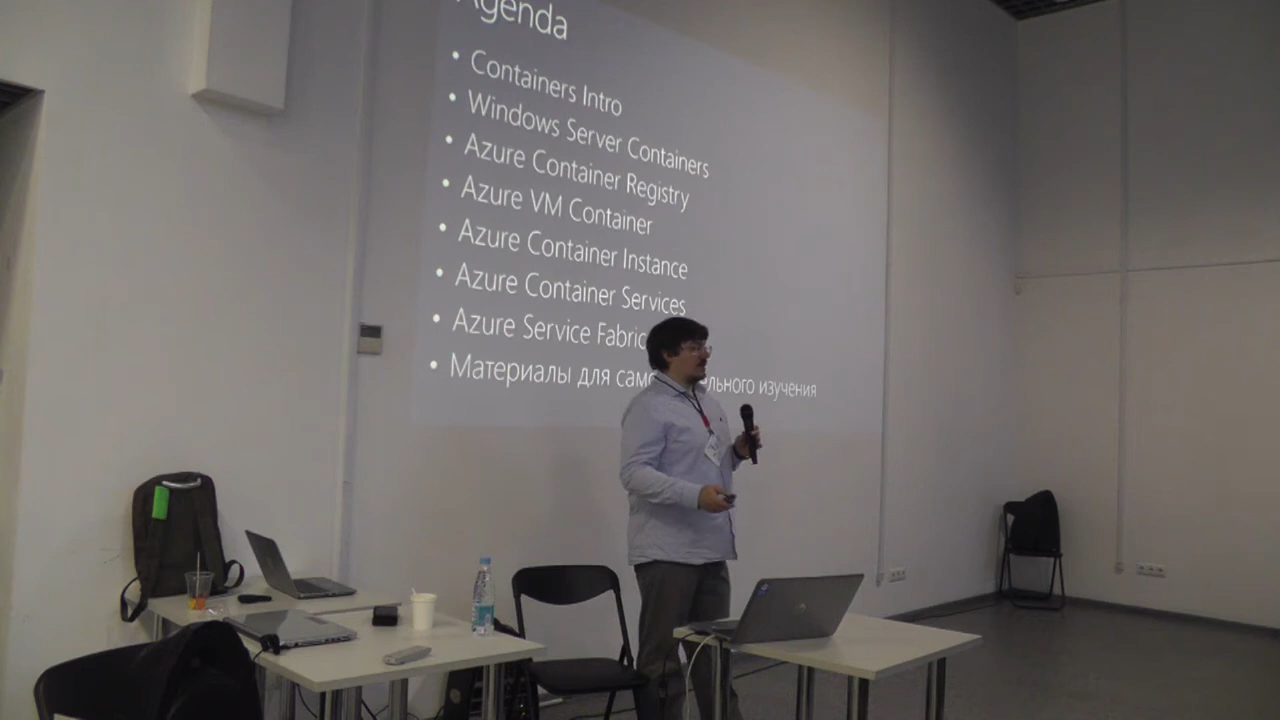 Agenda
• Containers Intro
• Windows Server Containers
• Azure Container Registry
• Azure VM Container
• Azure Container Instance
• Azure Container Services
• Azure Service Fabric
• Материалы для самостоятельного изучения